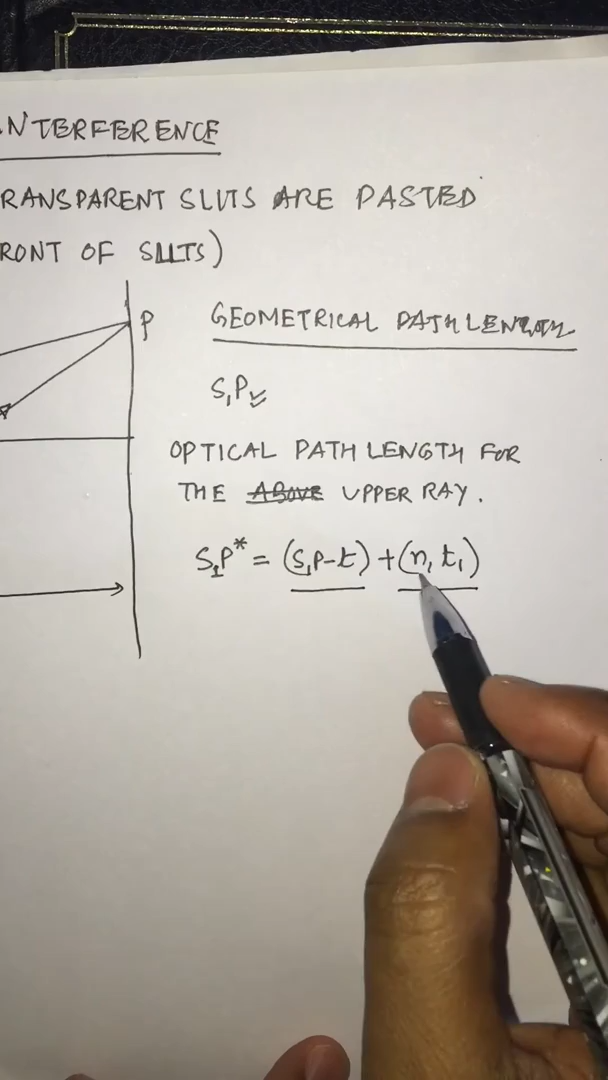 NTERFERENCE
RANSPARENT SLITS ARE PASTED
RONT OF SLITS)
P
GEOMETRICAL PATH LENGTH
S₁P
OPTICAL PATH LENGTH FOR
THE ABOVE UPPER RAY.
S₁P* = (S₁P-t) + (n₁ t₁)